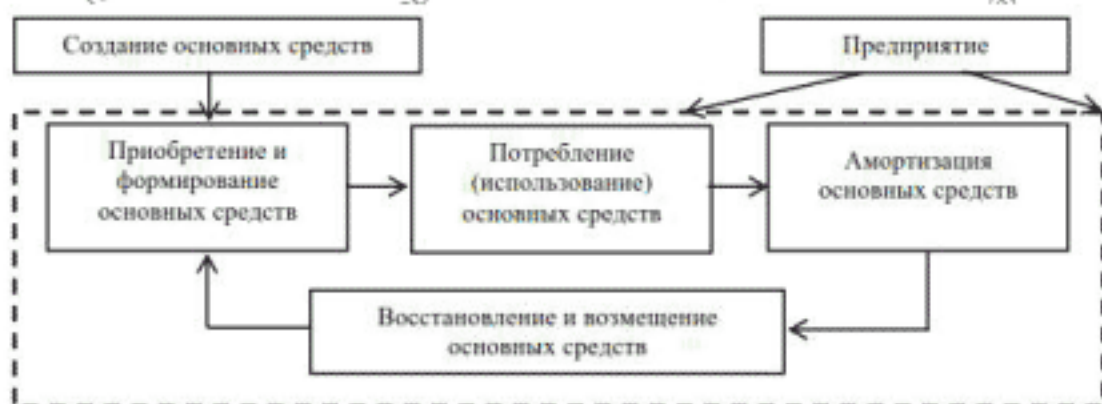 Создание основных средств
Предприятие
Приобретение и
формирование
основных средств
Потребление
(использование)
основных средств
Амортизация
основных средств
Восстановление и возмещение
основных средств